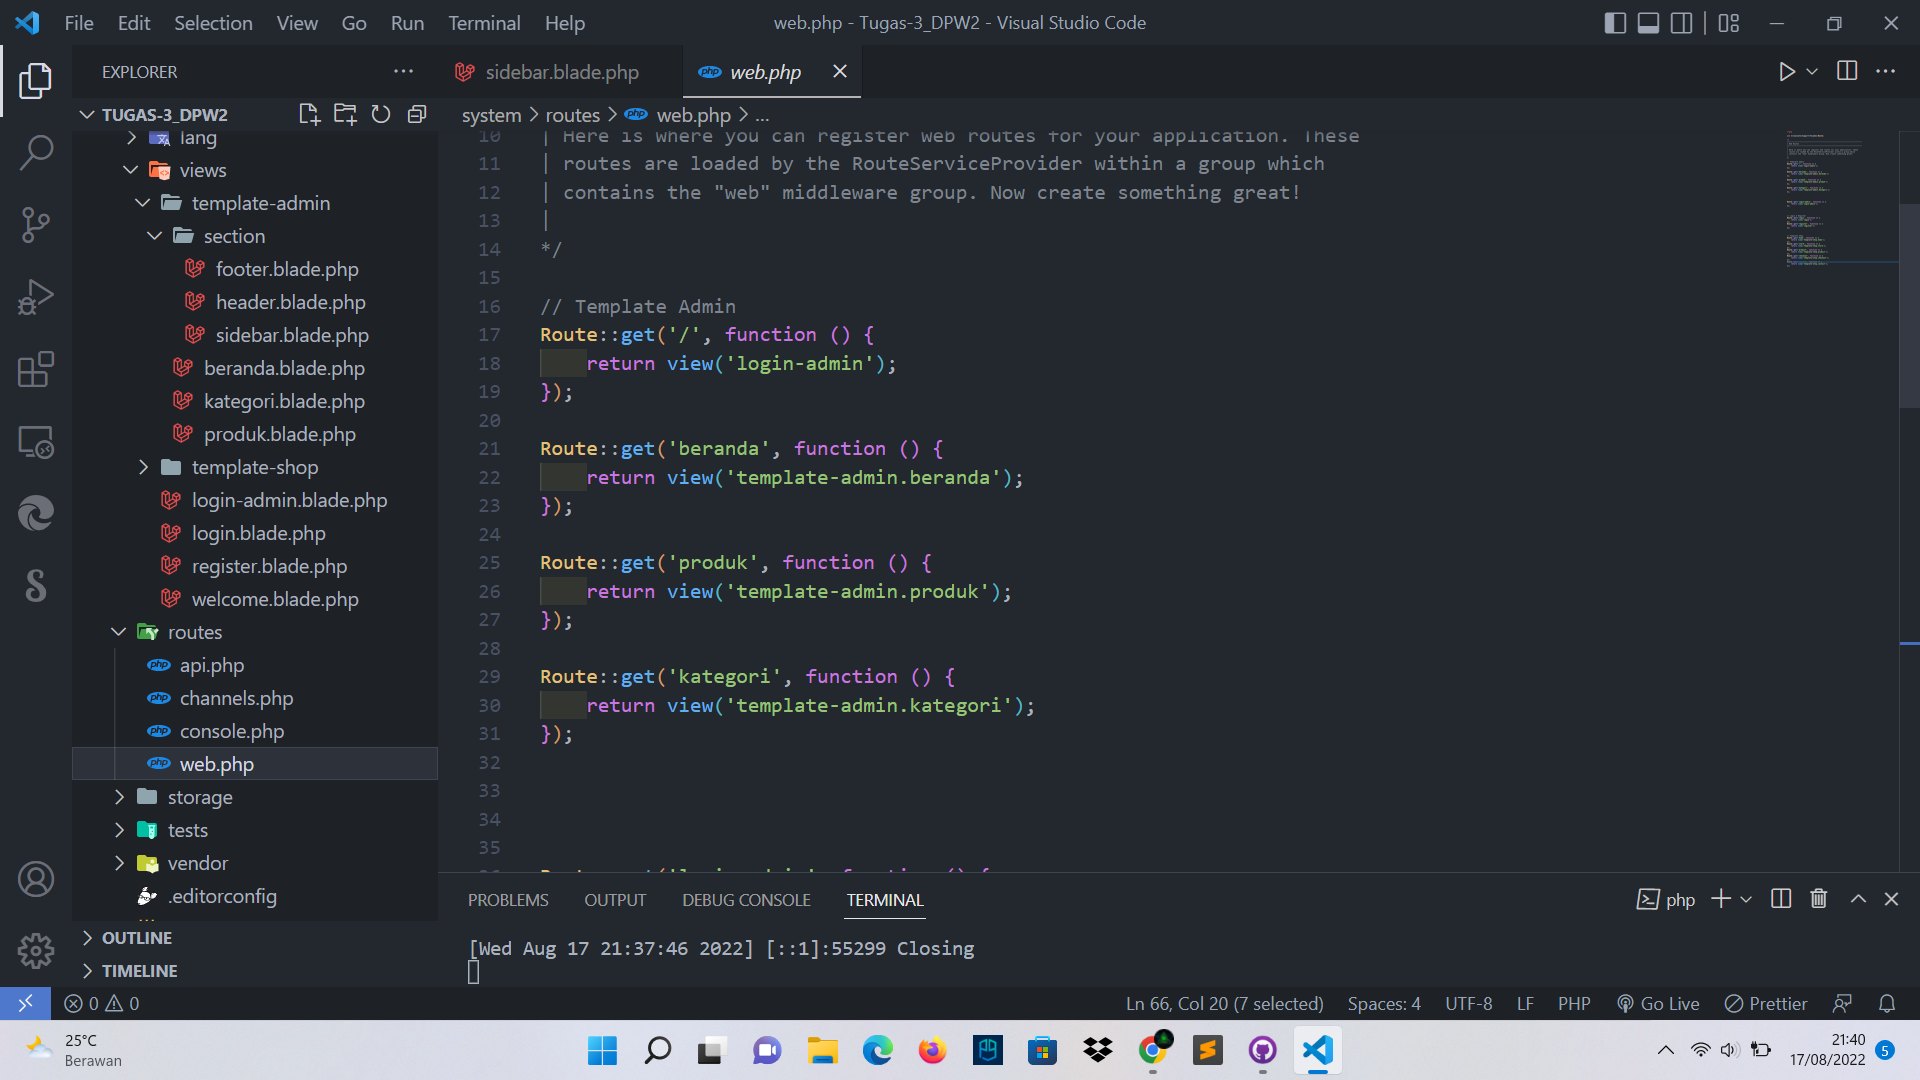 File Edit Selection View Go Run Terminal Help
web.php - Tugas-3_DPW2 - Visual Studio Code
EXPLORER
sidebar.blade.php
php web.php
TUGAS-3_DPW2
system > routes > php web.php > ...
lang
views
template-admin
section
footer.blade.php
header.blade.php
sidebar.blade.php
beranda.blade.php
kategori.blade.php
produk.blade.php
template-shop
login-admin.blade.php
login.blade.php
register.blade.php
welcome.blade.php
routes
php api.php
php channels.php
php console.php
php web.php
storage
tests
vendor
.editorconfig
OUTLINE
TIMELINE
10 | Here is where you can register web routes for your application. These
11 | routes are loaded by the RouteServiceProvider within a group which
12 | contains the "web" middleware group. Now create something great!
13 |
14 */
15
16 // Template Admin
17 Route::get('/', function () {
18 return view('login-admin');
19 });
20
21 Route::get('beranda', function () {
22 return view('template-admin.beranda');
23 });
24
25 Route::get('produk', function () {
26 return view('template-admin.produk');
27 });
28
29 Route::get('kategori', function () {
30 return view('template-admin.kategori');
31 });
32
33
34
35
PROBLEMS OUTPUT DEBUG CONSOLE TERMINAL
php
[Wed Aug 17 21:37:46 2022] [::1]:55299 Closing
0 0
Ln 66, Col 20 (7 selected) Spaces: 4 UTF-8 LF PHP Go Live Prettier
25°C
Berawan
21:40
17/08/2022
5